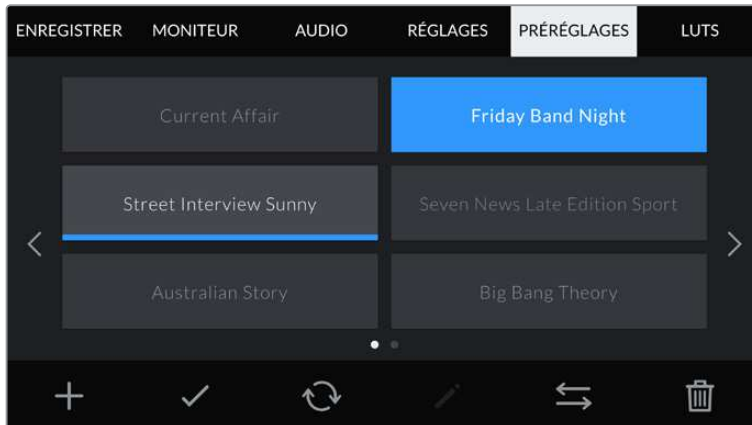 ENREGISTRER MONITEUR AUDIO RÉGLAGES PRÉRÉGLAGES LUTS
Current Affair Friday Band Night
Street Interview Sunny Seven News Late Edition Sport
Australian Story Big Bang Theory